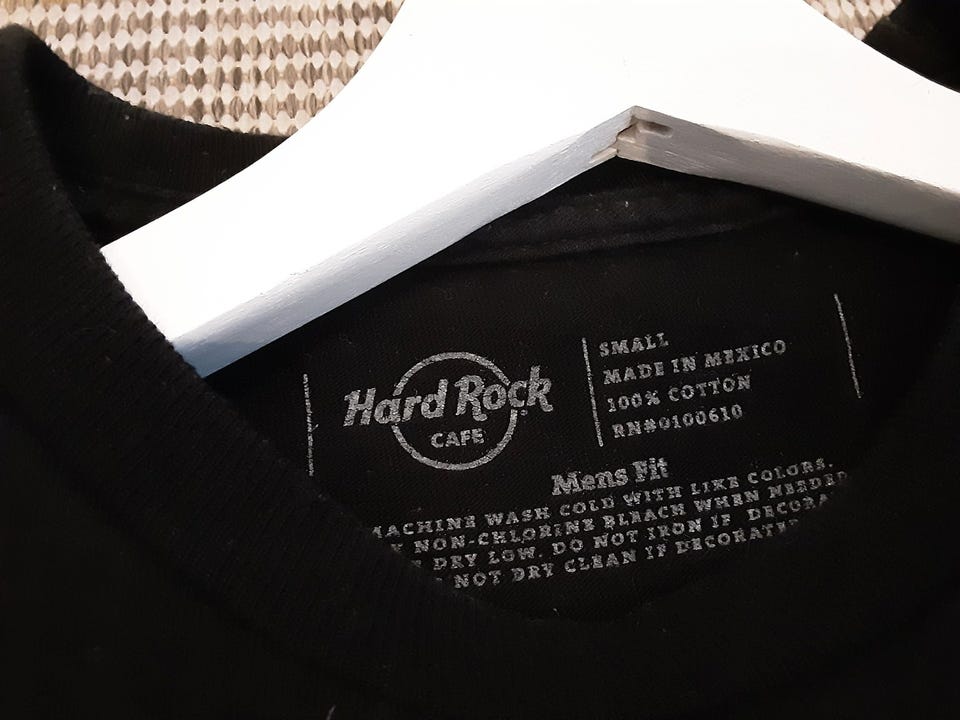 Hard Rock
CAFE
SMALL
MADE IN MEXICO
100% COTTON
RN#0100610
Mens Fit
MACHINE WASH COLD WITH LIKE COLORS.
NON-CHLORINE BLEACH WHEN NEEDED
DRY LOW. DO NOT IRON IF DECORA
NOT DRY CLEAN IF DECORATED